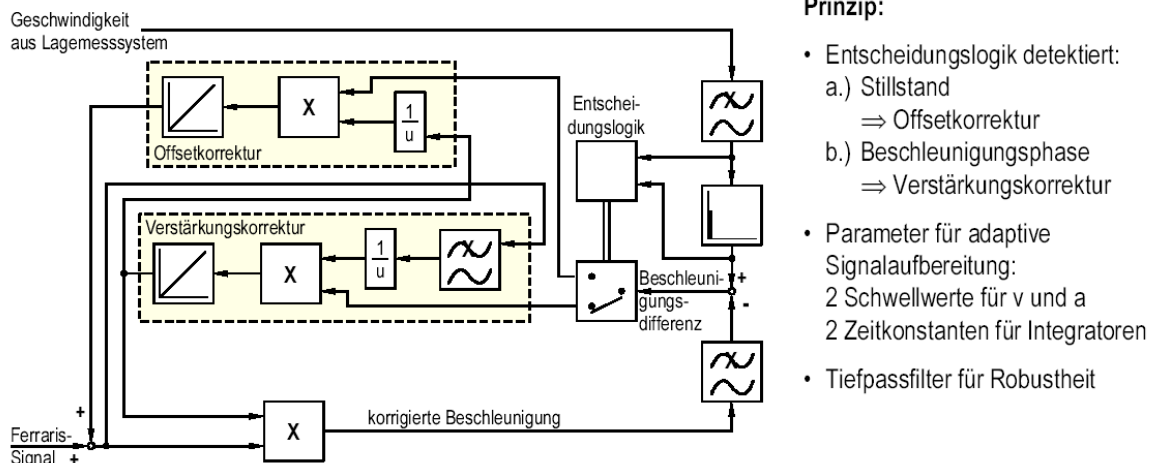 Geschwindigkeit
aus Lagemesssystem
X
1
u
Offsetkorrektur
Entschei-
dungslogik
Verstärkungskorrektur
X
1
u
Beschleuni-
gungs-
differenz
+
-
+
Ferraris-
Signal +
X
korrigierte Beschleunigung
Prinzip:
• Entscheidungslogik detektiert:
a.) Stillstand
⇒ Offsetkorrektur
b.) Beschleunigungsphase
⇒ Verstärkungskorrektur
• Parameter für adaptive
Signalaufbereitung:
2 Schwellwerte für v und a
2 Zeitkonstanten für Integratoren
• Tiefpassfilter für Robustheit